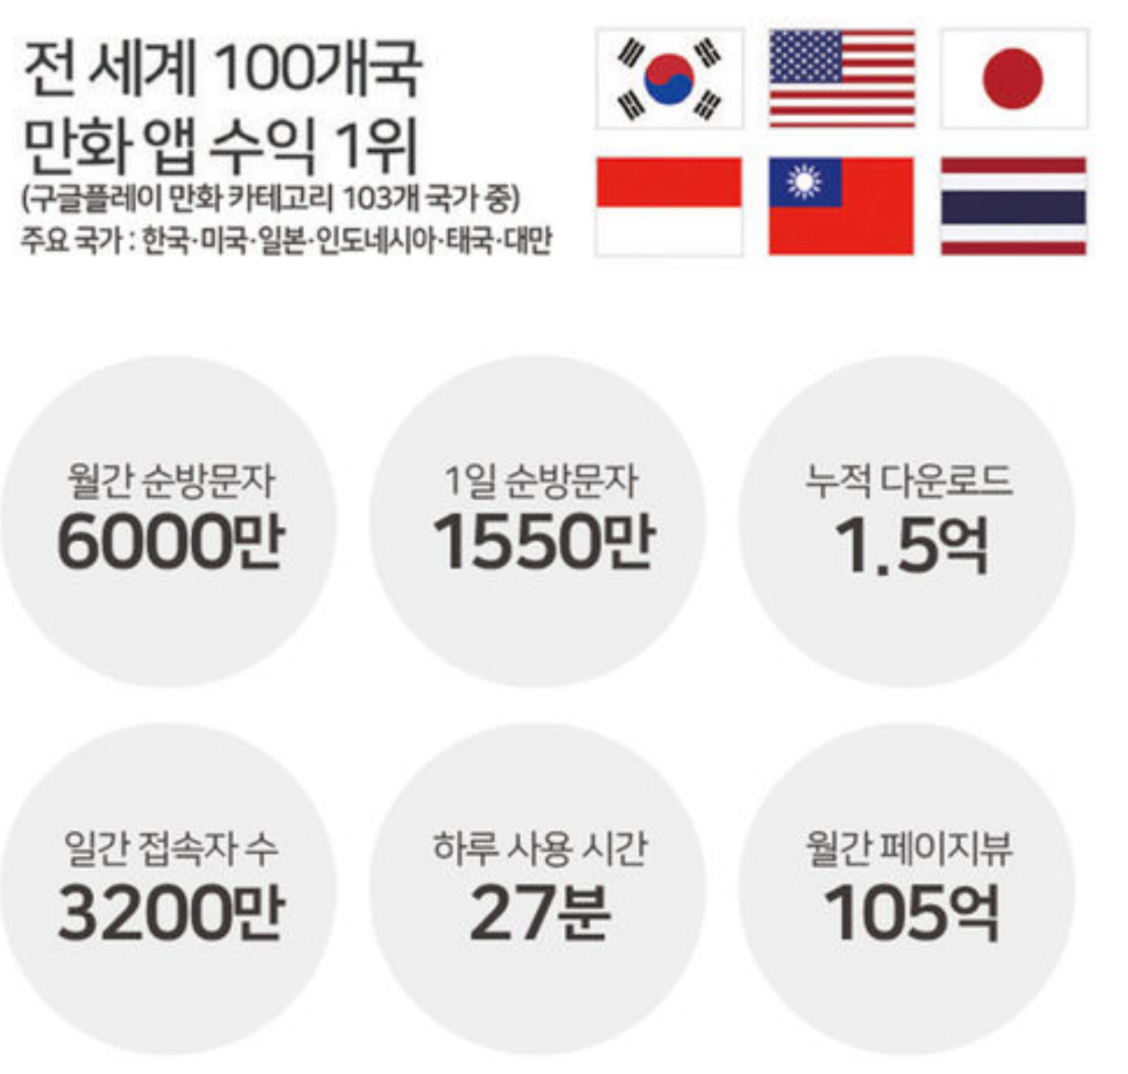 전 세계 100개국
만화 앱 수익 1위
(구글플레이 만화 카테고리 103개 국가 중)
주요 국가 : 한국·미국·일본·인도네시아·태국·대만
월간 순방문자
6000만
1일 순방문자
1550만
누적 다운로드
1.5억
일간 접속자 수
3200만
하루 사용 시간
27분
월간 페이지뷰
105억